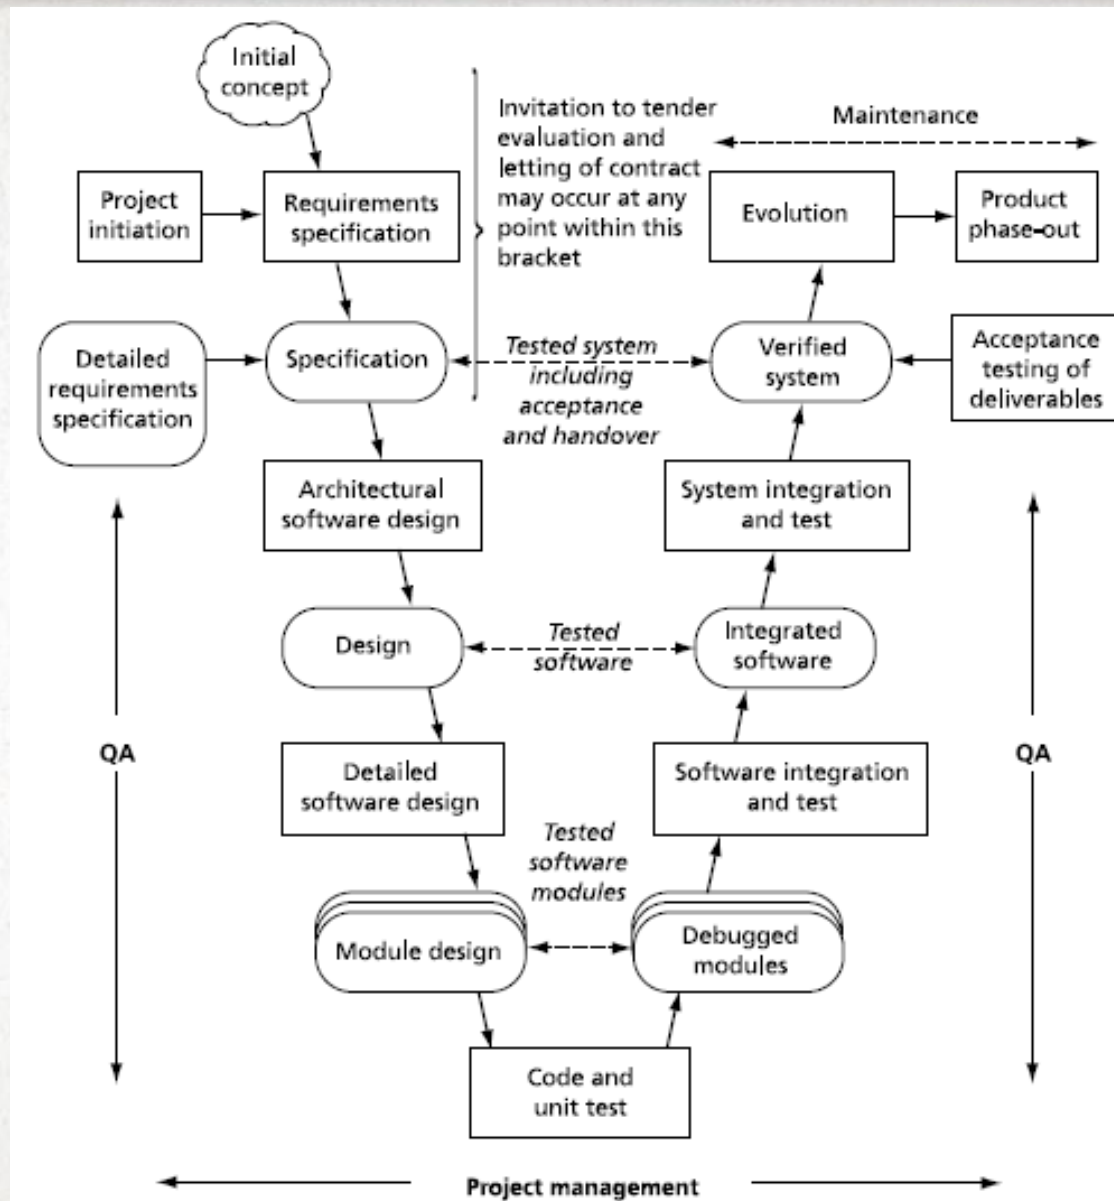 Initial
concept
Project
initiation
Requirements
specification
Invitation to tender
evaluation and
letting of contract
may occur at any
point within this
bracket
Maintenance
Evolution
Product
phase-out
Detailed
requirements
specification
Specification
Tested system
including
acceptance
and handover
Verified
system
Acceptance
testing of
deliverables
Architectural
software design
System integration
and test
Design
Tested
software
Integrated
software
QA
Detailed
software design
Software integration
and test
QA
Tested
software
modules
Module design
Debugged
modules
Code and
unit test
Project management